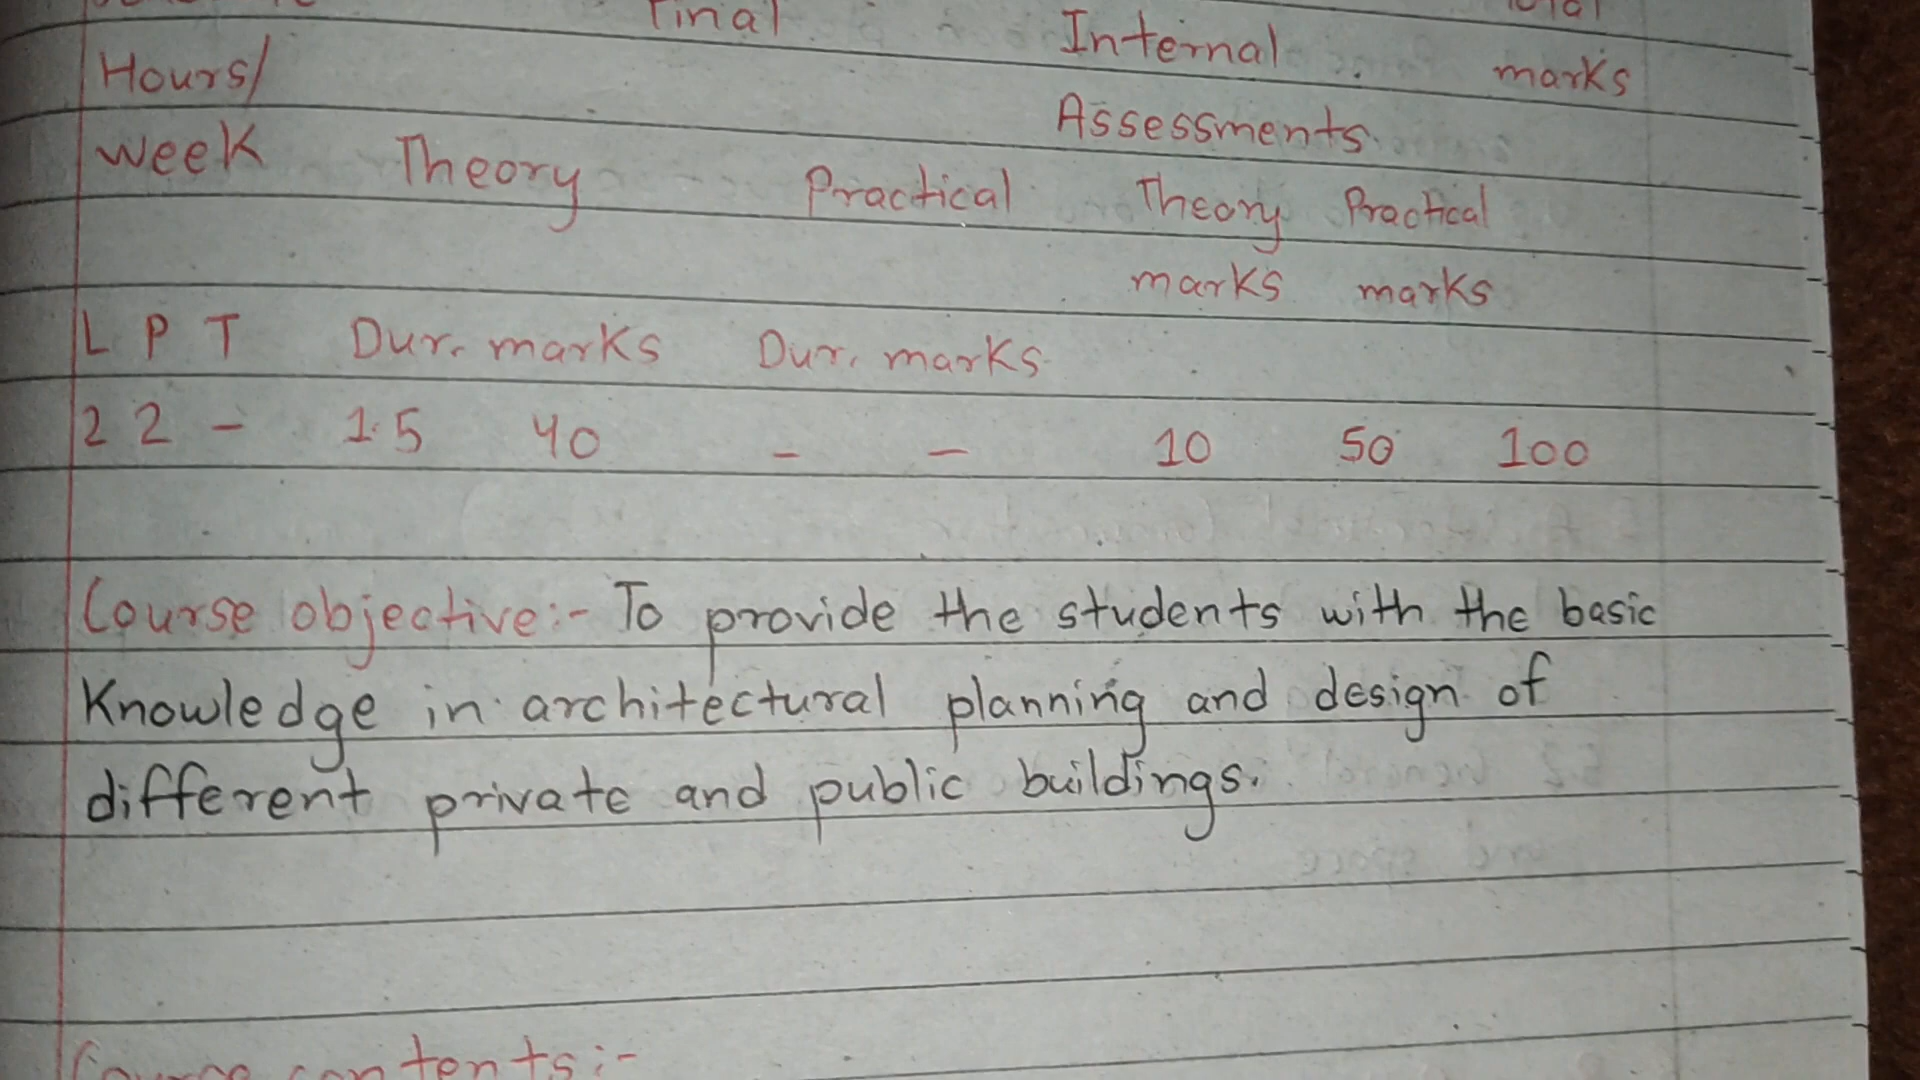 Final Internal
Hours/ marks
Assessments.
week Theory Practical Theory Practical
marks marks
L P T Dur. marks Dur. marks
2 2 - 1.5 40 - - 10 50 100
Course objective:- To provide the students with the basic
Knowledge in architectural planning and design of
different private and public buildings.
Course contents:-